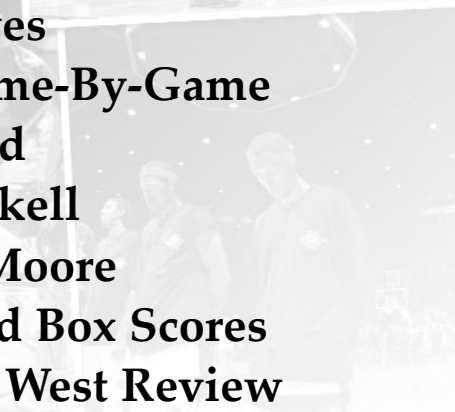 es
me-By-Game
d
kell
Moore
d Box Scores
West Review